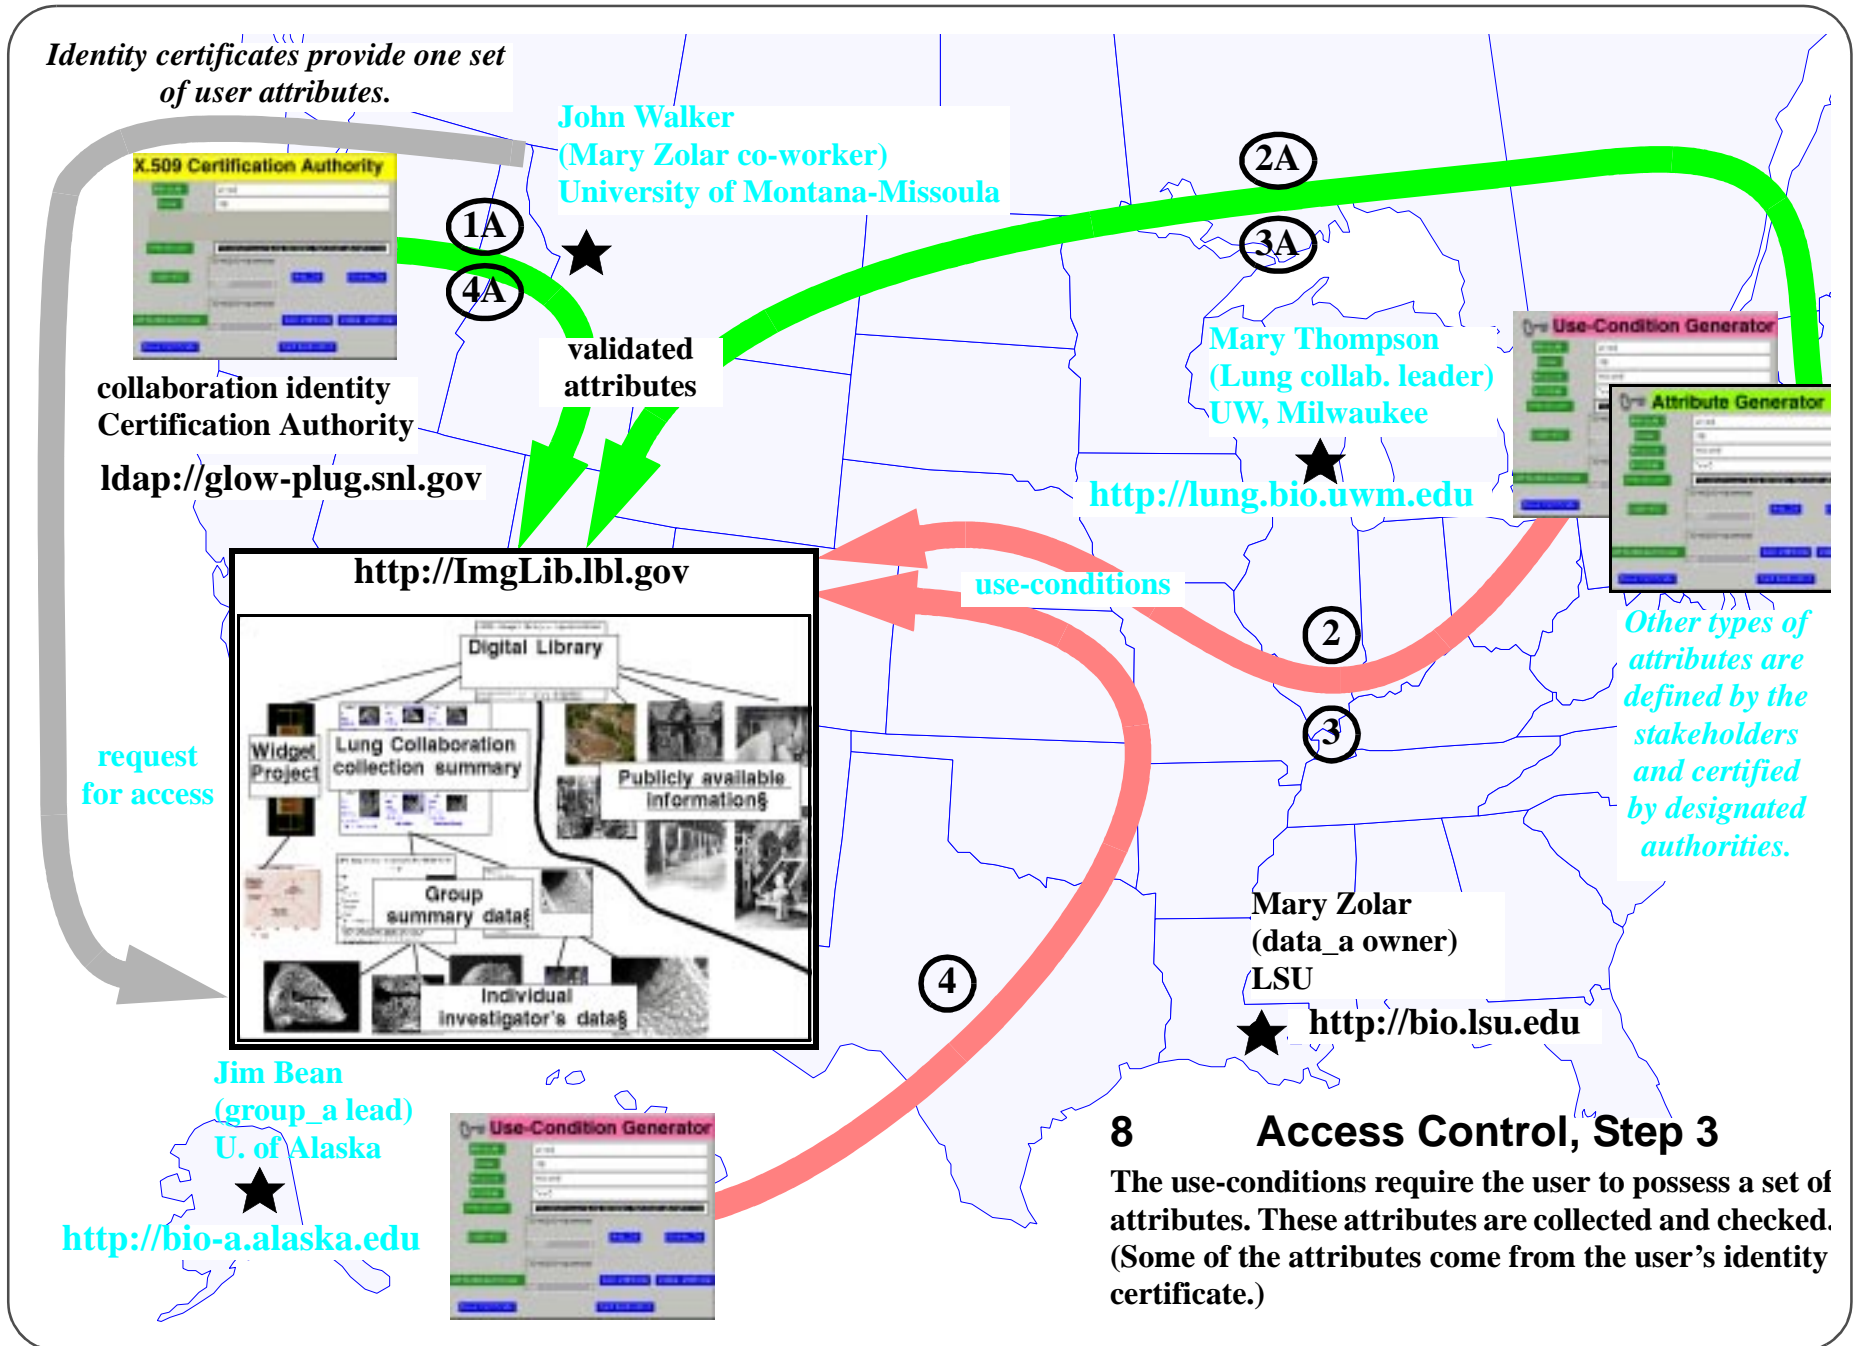 Identity certificates provide one set
of user attributes.
John Walker
(Mary Zolar co-worker)
University of Montana-Missoula
X.509 Certification Authority
1A
4A
2A
3A
validated
attributes
collaboration identity
Certification Authority
ldap://glow-plug.snl.gov
Mary Thompson
(Lung collab. leader)
UW, Milwaukee
http://lung.bio.uwm.edu
Use-Condition Generator
Attribute Generator
Other types of
attributes are
defined by the
stakeholders
and certified
by designated
authorities.
use-conditions
2
3
4
request
for access
http://ImgLib.lbl.gov
Digital Library
Widget
Project
Lung Collaboration
collection summary
Publicly available
information§
Group
summary data§
Individual
investigator's data§
Mary Zolar
(data_a owner)
LSU
http://bio.lsu.edu
Jim Bean
(group_a lead)
U. of Alaska
http://bio-a.alaska.edu
Use-Condition Generator
8 Access Control, Step 3
The use-conditions require the user to possess a set of
attributes. These attributes are collected and checked.
(Some of the attributes come from the user's identity
certificate.)